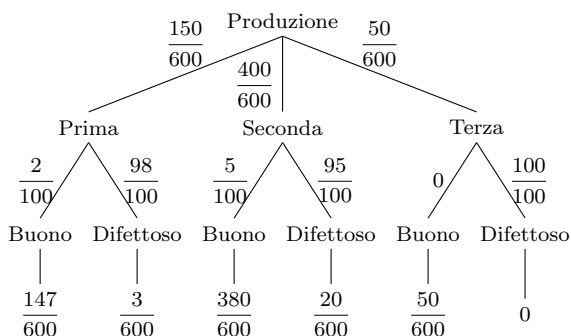 Produzione
150/600 400/600 50/600
Prima Seconda Terza
2/100 98/100 5/100 95/100 0 100/100
Buono Difettoso Buono Difettoso Buono Difettoso
147/600 3/600 380/600 20/600 50/600 0